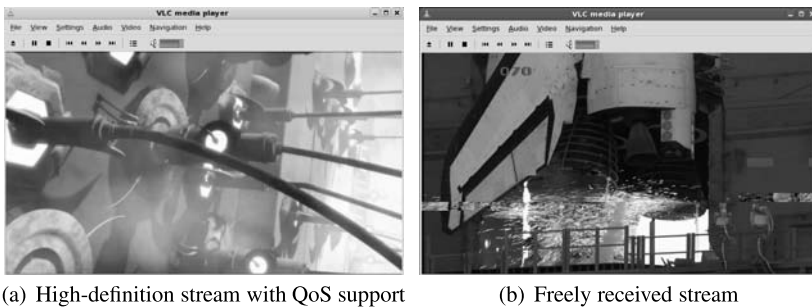 VLC media player
File View Settings Audio Video Navigation Help
VLC media player
File View Settings Audio Video Navigation Help
070
(a) High-definition stream with QoS support
(b) Freely received stream